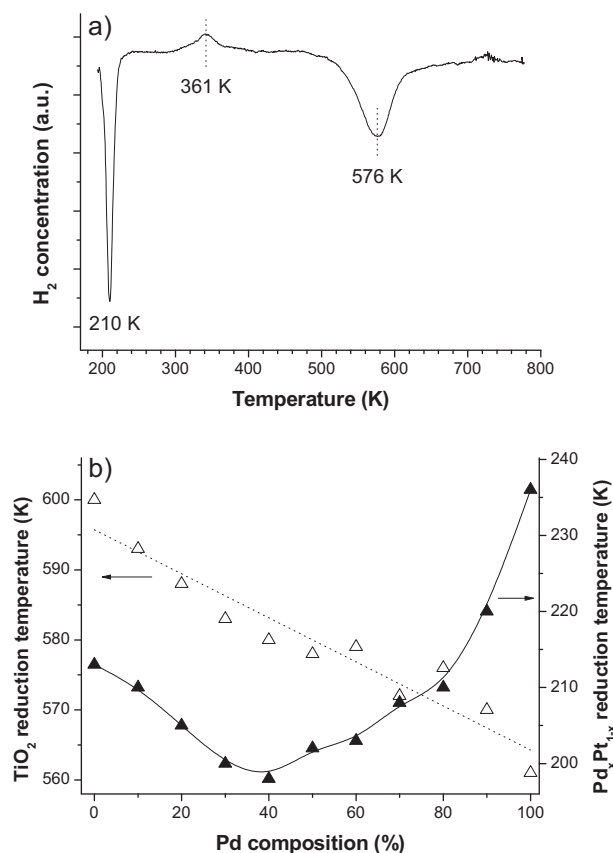 a)
H₂ concentration (a.u.)
361 K
576 K
210 K
200 300 400 500 600 700 800
Temperature (K)
b)
TiO₂ reduction temperature (K)
600
590
580
570
560
240
230
220
210
200
PdₓPt₁₋ₓ reduction temperature (K)
0 20 40 60 80 100
Pd composition (%)